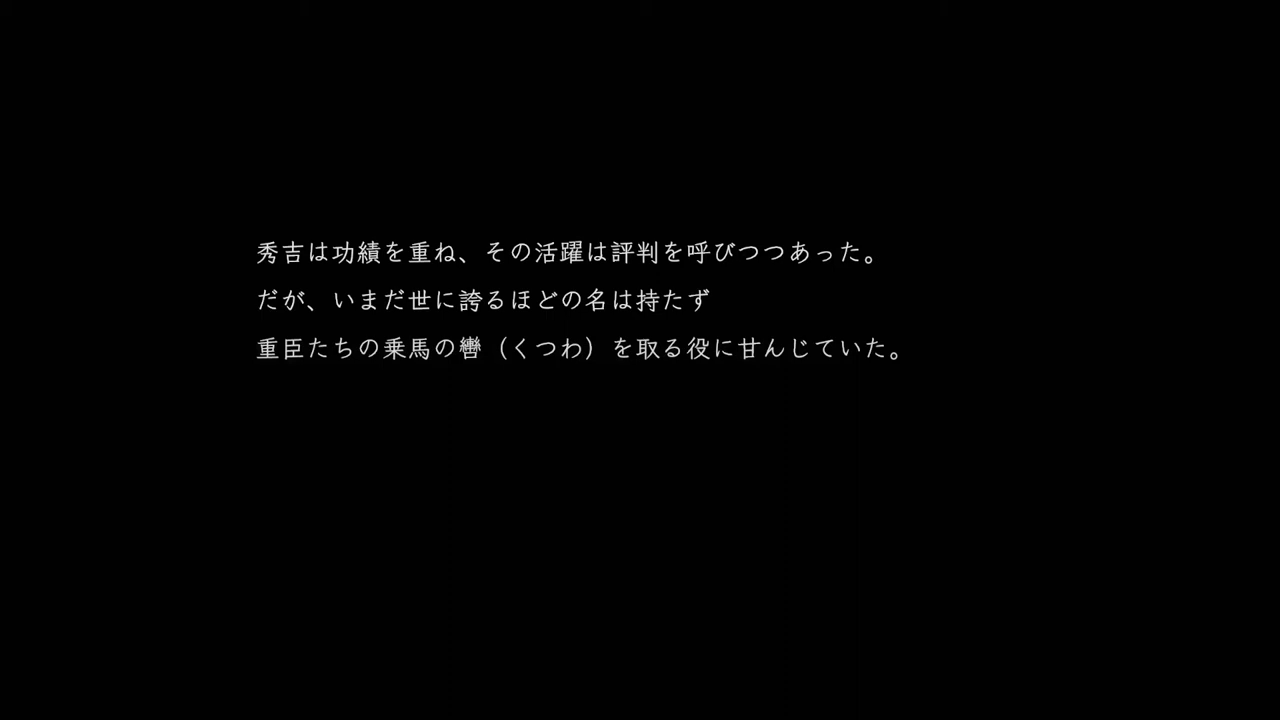 秀吉は功績を重ね、その活躍は評判を呼びつつあった。
だが、いまだ世に誇るほどの名は持たず
重臣たちの乗馬の轡（くつわ）を取る役に甘んじていた。